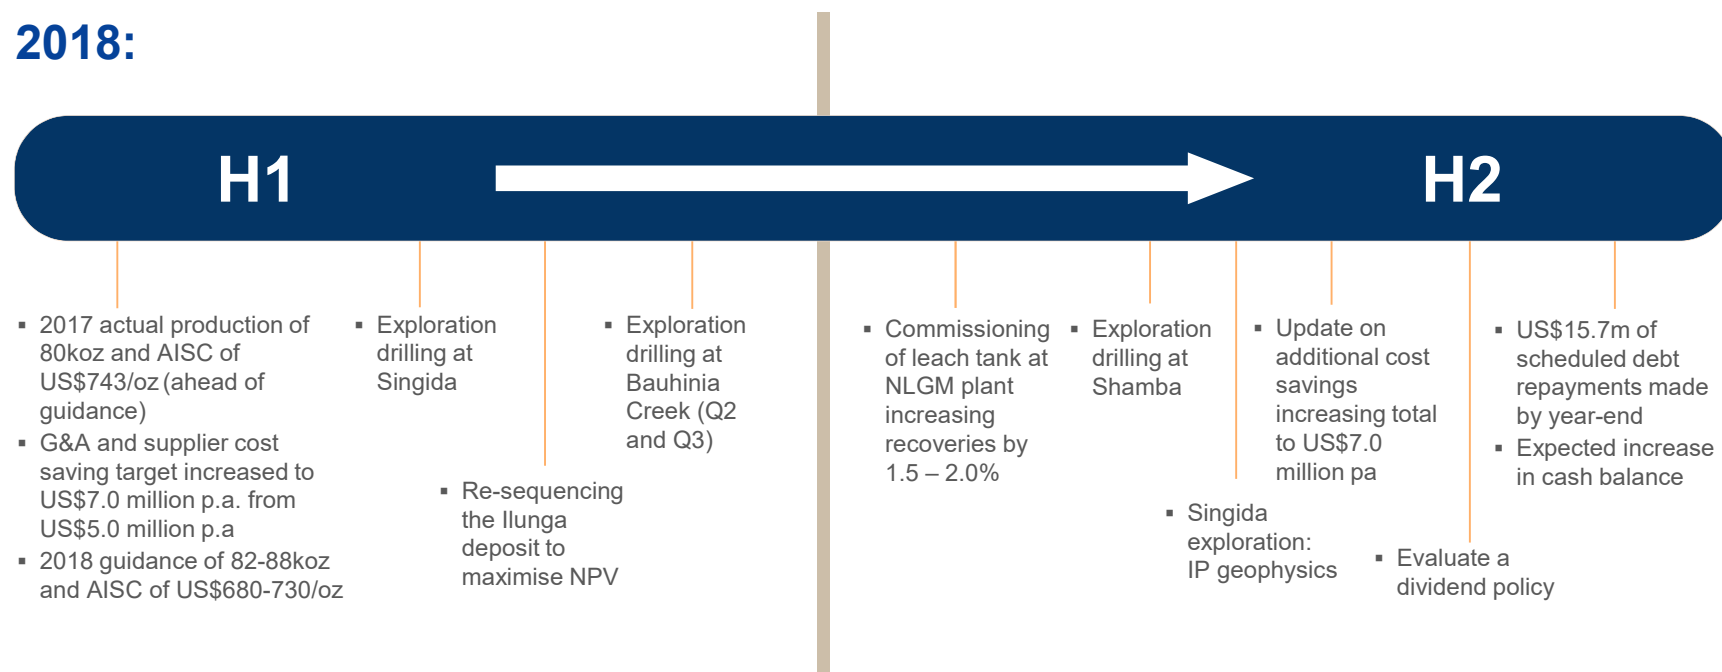 2018:
H1
H2
▪ 2017 actual production of
80koz and AISC of
US$743/oz (ahead of
guidance)
▪ G&A and supplier cost
saving target increased to
US$7.0 million p.a. from
US$5.0 million p.a
▪ 2018 guidance of 82-88koz
and AISC of US$680-730/oz
▪ Exploration
drilling at
Singida
▪ Re-sequencing
the Ilunga
deposit to
maximise NPV
▪ Exploration
drilling at
Bauhinia
Creek (Q2
and Q3)
▪ Commissioning
of leach tank at
NLGM plant
increasing
recoveries by
1.5 – 2.0%
▪ Exploration
drilling at
Shamba
▪ Singida
exploration:
IP geophysics
▪ Update on
additional cost
savings
increasing total
to US$7.0
million pa
▪ Evaluate a
dividend policy
▪ US$15.7m of
scheduled debt
repayments made
by year-end
▪ Expected increase
in cash balance